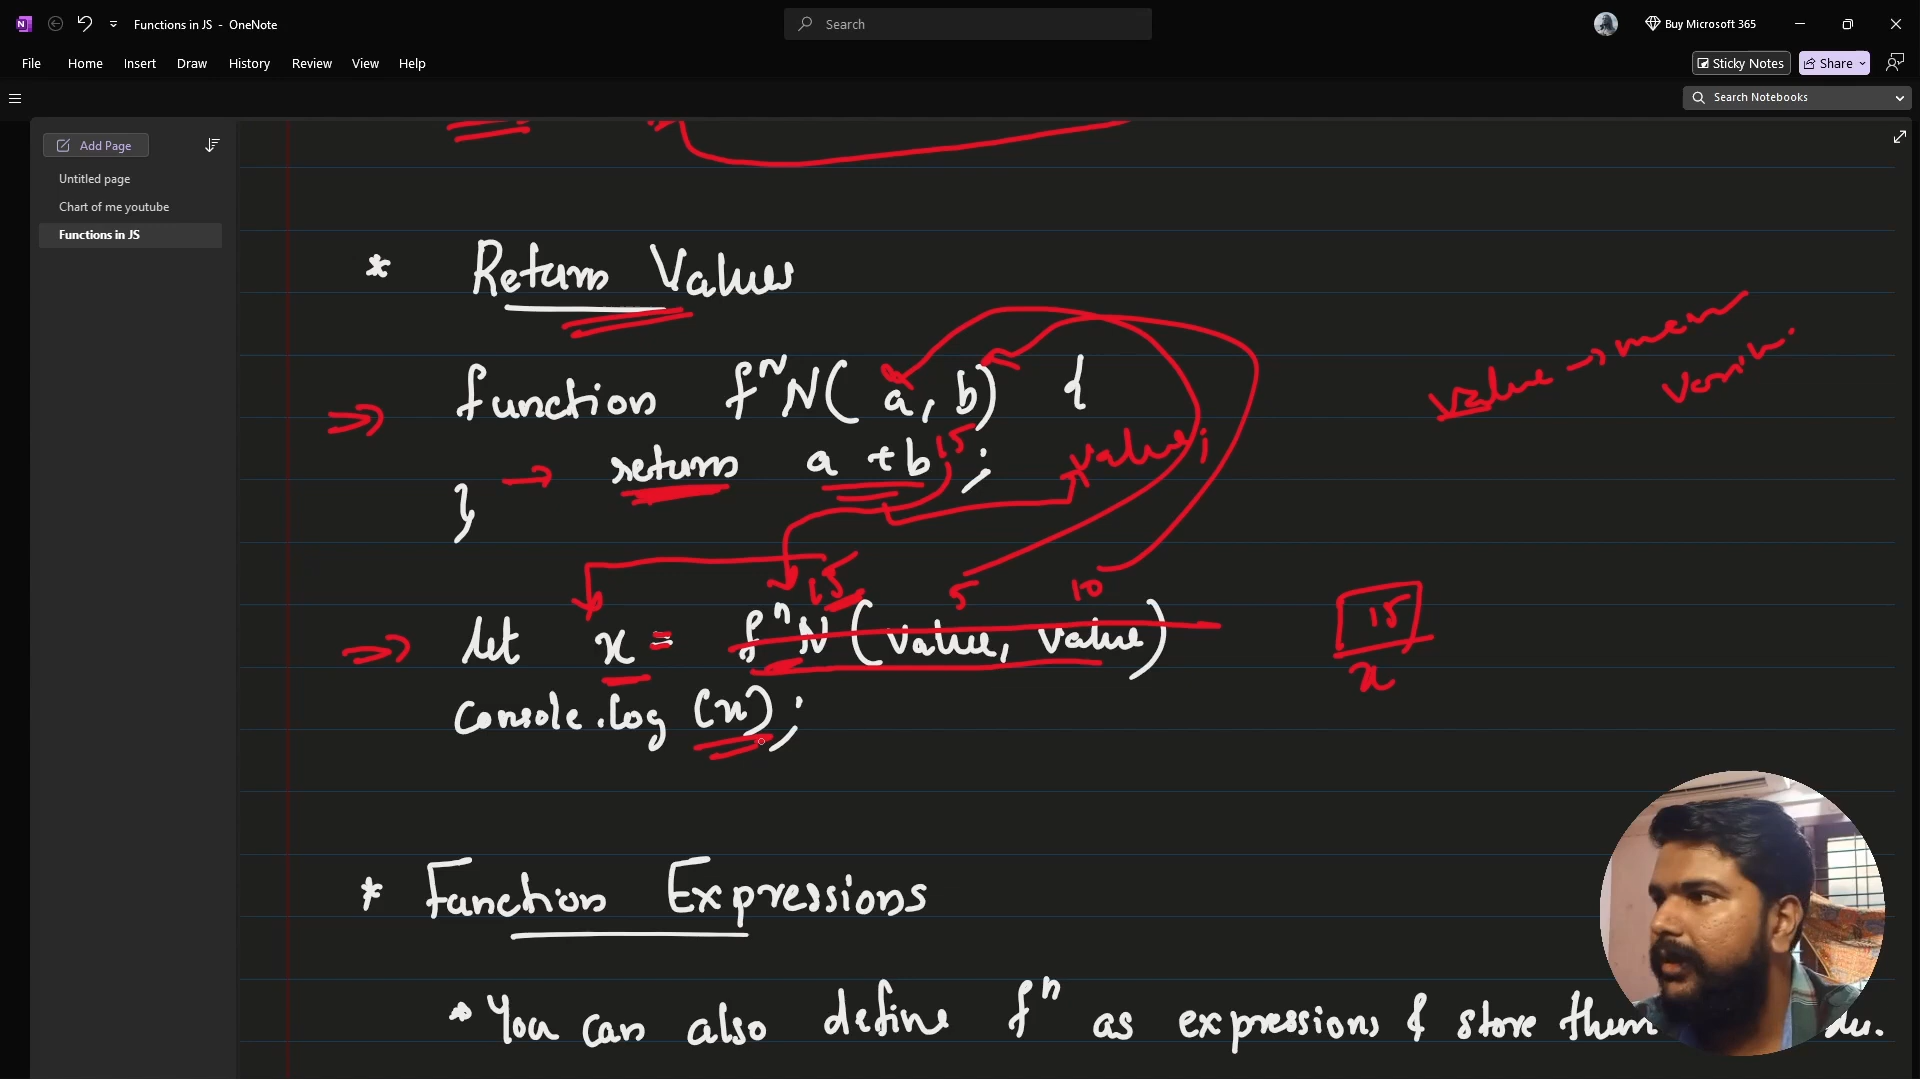 Functions in JS - OneNote
Search
Buy Microsoft 365
File Home Insert Draw History Review View Help
Sticky Notes
Share
Search Notebooks
Add Page
Untitled page
Chart of me youtube
Functions in JS
* Return Values
function fⁿN( a, b) {
value → new
return a + b ;
15
value;
}
15 5 10
let x = fⁿN (value, value)
15
x
console.log (x);
* Function Expressions
You can also define fⁿ as expressions & store them